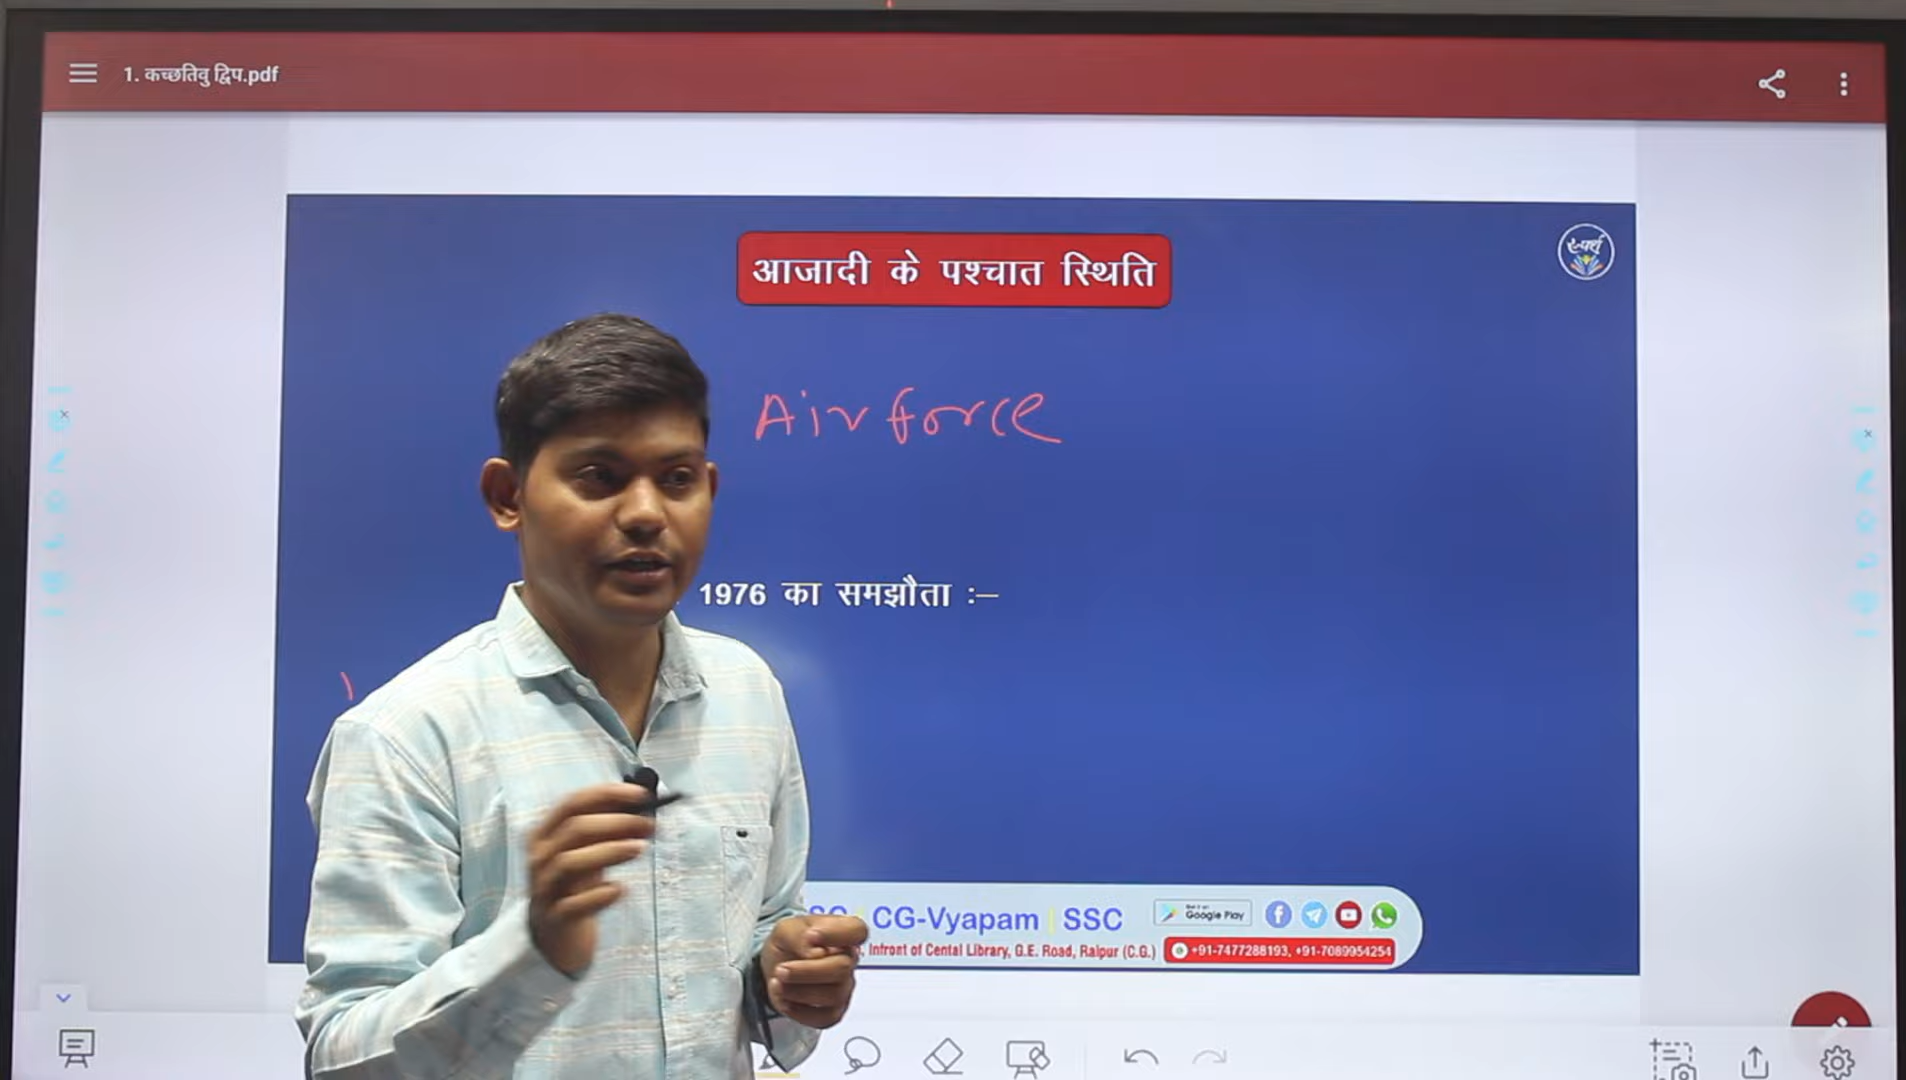 1. कच्छतिवु द्विप.pdf
आजादी के पश्चात स्थिति
Air force
1976 का समझौता :–
CG-Vyapam | SSC
Google Play
Infront of Cental Library, G.E. Road, Raipur (C.G.)
+91-7477288193, +91-7089954254